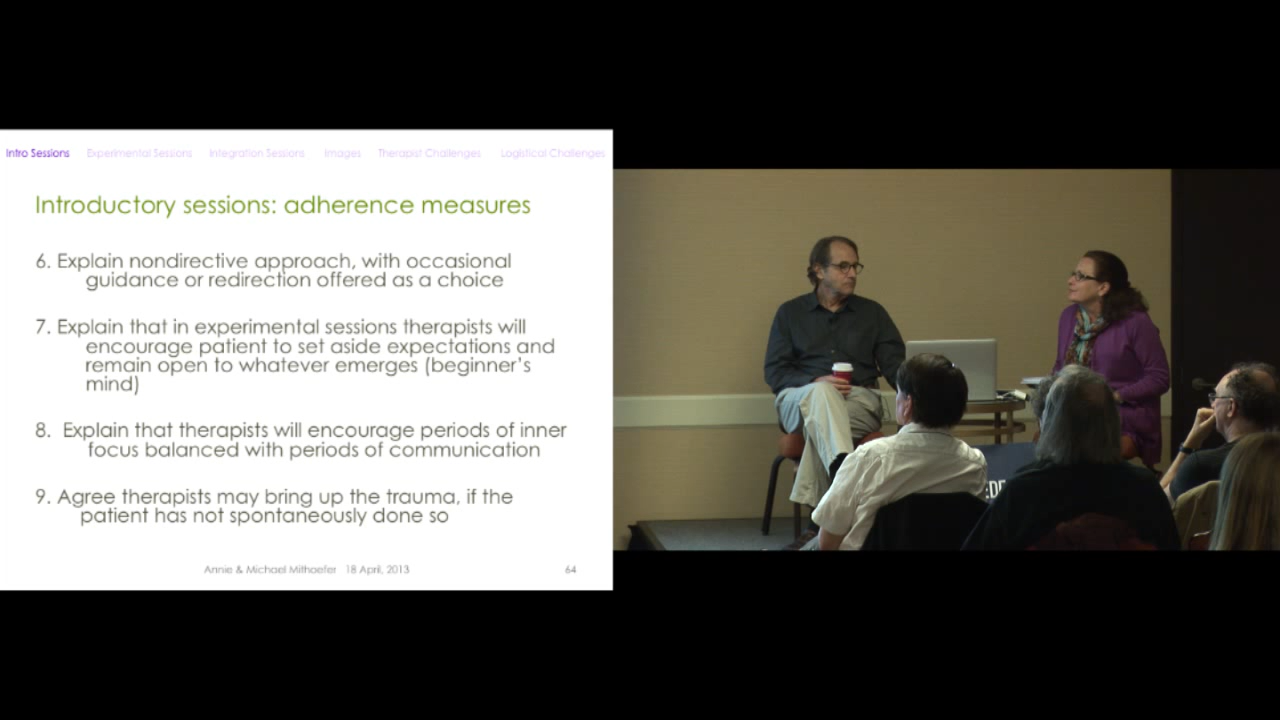 Intro Sessions Experimental Sessions Integration Sessions Images Therapist Challenges Logistical Challenges
Introductory sessions: adherence measures
6. Explain nondirective approach, with occasional
guidance or redirection offered as a choice
7. Explain that in experimental sessions therapists will
encourage patient to set aside expectations and
remain open to whatever emerges (beginner's
mind)
8. Explain that therapists will encourage periods of inner
focus balanced with periods of communication
9. Agree therapists may bring up the trauma, if the
patient has not spontaneously done so
Annie & Michael Mithoefer 18 April, 2013 64